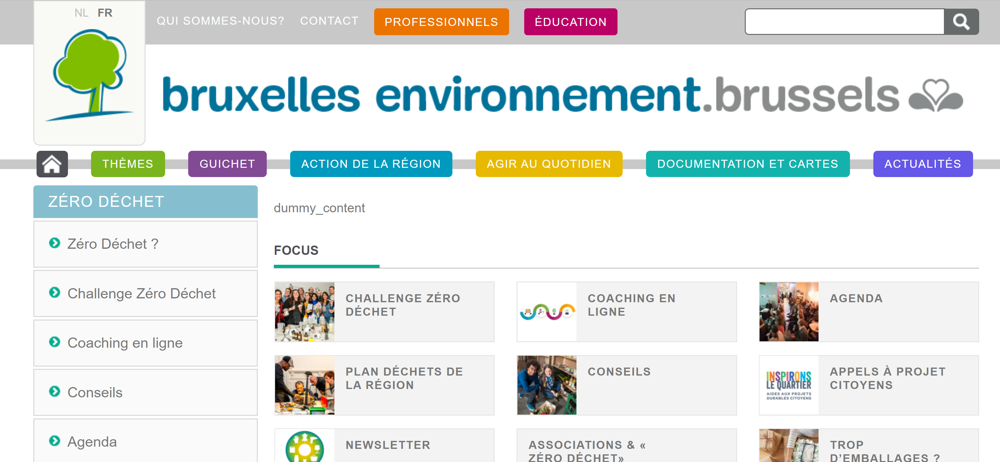 NL FR
QUI SOMMES-NOUS? CONTACT PROFESSIONNELS ÉDUCATION
bruxelles environnement.brussels
THÈMES GUICHET ACTION DE LA RÉGION AGIR AU QUOTIDIEN DOCUMENTATION ET CARTES ACTUALITÉS
ZÉRO DÉCHET
Zéro Déchet ?
Challenge Zéro Déchet
Coaching en ligne
Conseils
Agenda
dummy_content
FOCUS
CHALLENGE ZÉRO
DÉCHET
COACHING EN
LIGNE
AGENDA
PLAN DÉCHETS DE
LA RÉGION
CONSEILS
INSPIRONS
LE QUARTIER
AIDES AUX PROJETS
DURABLES CITOYENS
APPELS À PROJET
CITOYENS
NEWSLETTER
ASSOCIATIONS & «
ZÉRO DÉCHET»
TROP
D’EMBALLAGES ?